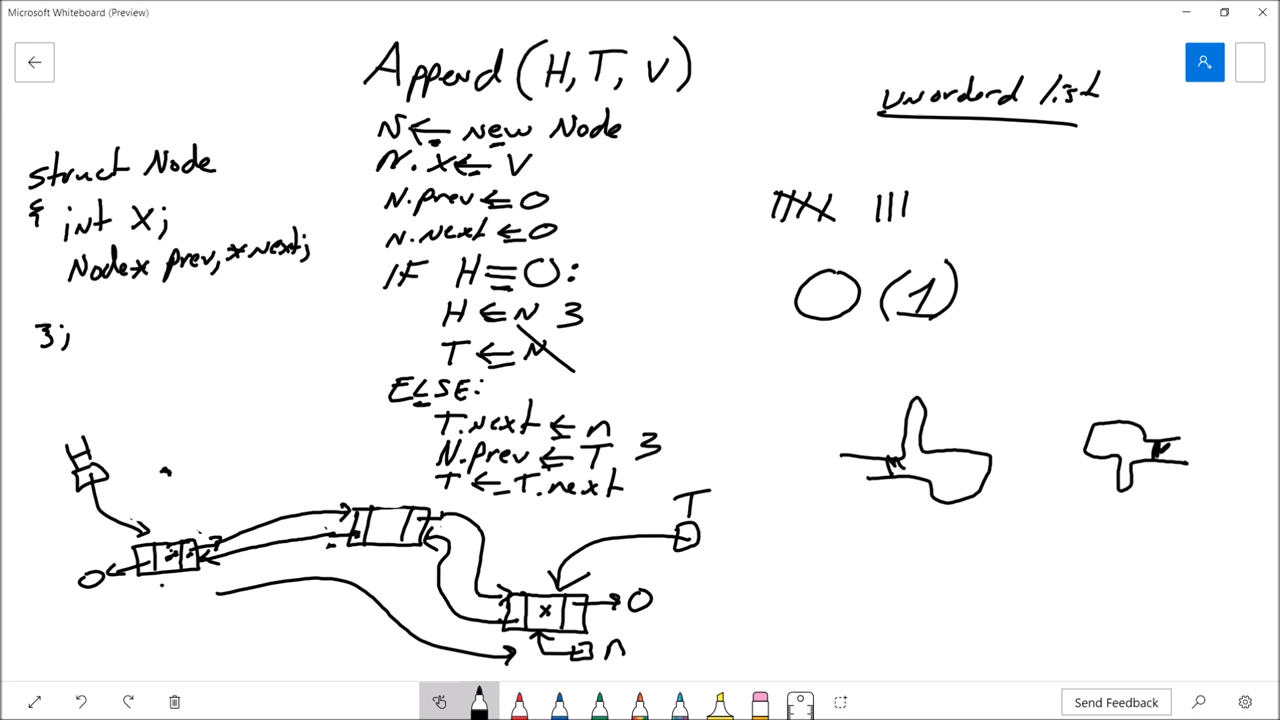 Microsoft Whiteboard (Preview)
Append(H, T, V)
N ← new Node
N.x ← V
N.prev ← 0
N.next ← 0
IF H ≡ 0:
H ← N 3
T ← N
ELSE:
T.next ← n
N.prev ← T 3
T ← T.next
struct Node
{ int x;
Node* prev, *next;
};
unorderd list
O(1)
H
0
x
T
0
n
Send Feedback